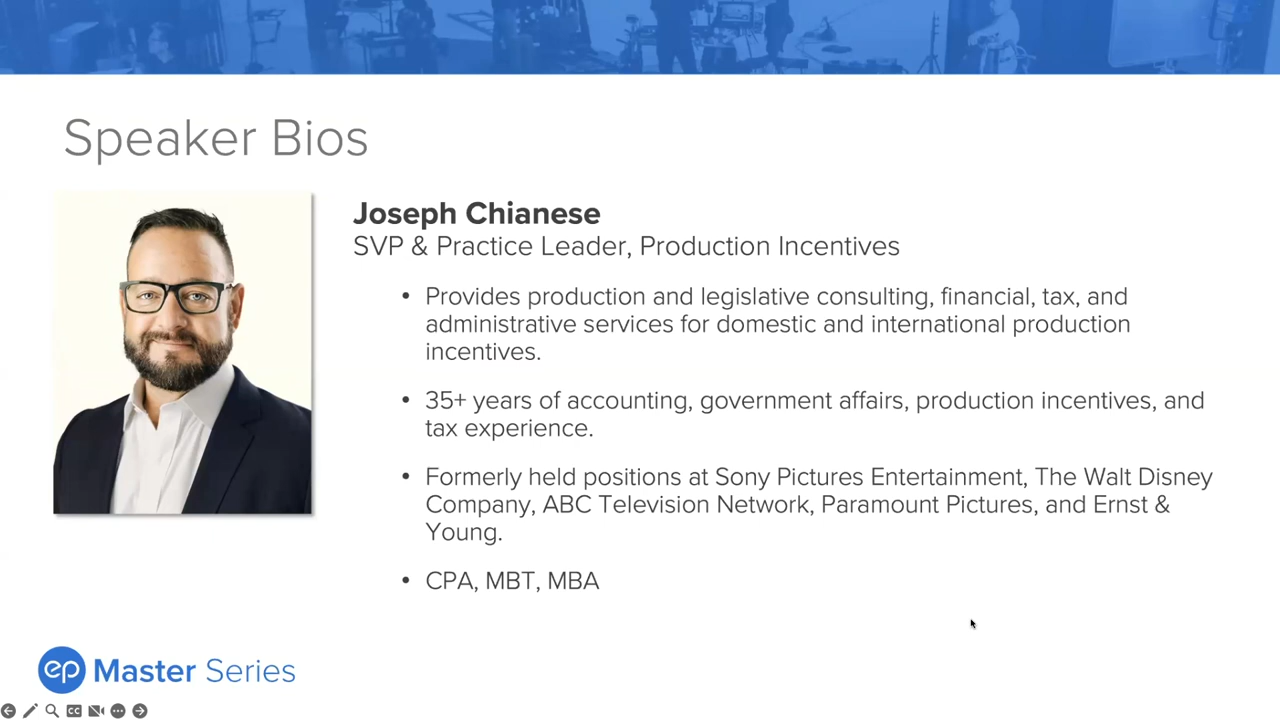 Speaker Bios
Joseph Chianese
SVP & Practice Leader, Production Incentives
• Provides production and legislative consulting, financial, tax, and
administrative services for domestic and international production
incentives.
• 35+ years of accounting, government affairs, production incentives, and
tax experience.
• Formerly held positions at Sony Pictures Entertainment, The Walt Disney
Company, ABC Television Network, Paramount Pictures, and Ernst &
Young.
• CPA, MBT, MBA
ep Master Series
CC